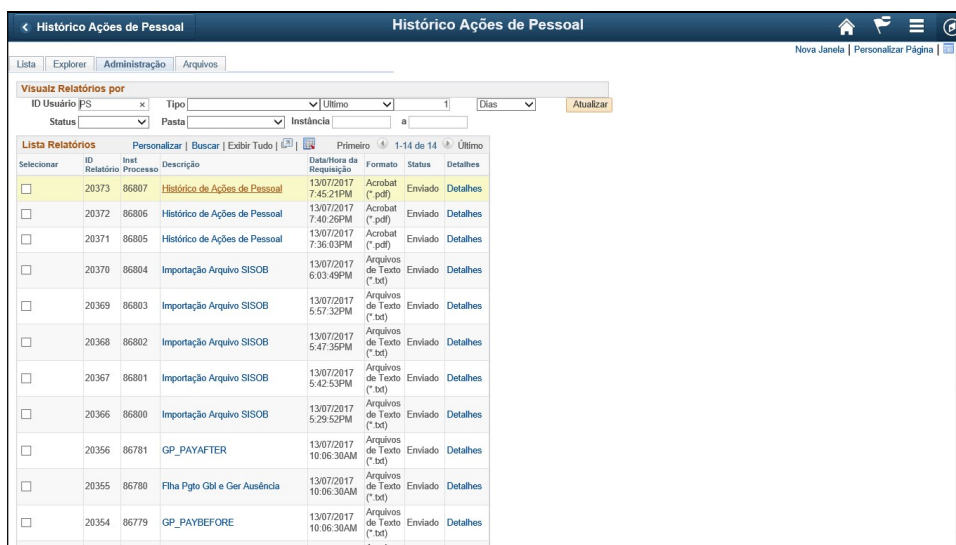 Histórico Ações de Pessoal
Histórico Ações de Pessoal
Nova Janela | Personalizar Página |
Lista Explorer Administração Arquivos
Visualz Relatórios por
ID Usuário PS × Tipo Ultimo 1 Dias Atualizar
Status Pasta Instância a
Lista Relatórios Personalizar | Buscar | Exibir Tudo | | Primeiro 1-14 de 14 Último
Selecionar ID Relatório Inst Processo Descrição Data/Hora da Requisição Formato Status Detalhes
20373 86807 Histórico de Ações de Pessoal 13/07/2017 7:45:21PM Acrobat (*.pdf) Enviado Detalhes
20372 86806 Histórico de Ações de Pessoal 13/07/2017 7:40:26PM Acrobat (*.pdf) Enviado Detalhes
20371 86805 Histórico de Ações de Pessoal 13/07/2017 7:36:03PM Acrobat (*.pdf) Enviado Detalhes
20370 86804 Importação Arquivo SISOB 13/07/2017 6:03:49PM Arquivos de Texto (*.txt) Enviado Detalhes
20369 86803 Importação Arquivo SISOB 13/07/2017 5:57:32PM Arquivos de Texto (*.txt) Enviado Detalhes
20368 86802 Importação Arquivo SISOB 13/07/2017 5:47:35PM Arquivos de Texto (*.txt) Enviado Detalhes
20367 86801 Importação Arquivo SISOB 13/07/2017 5:42:53PM Arquivos de Texto (*.txt) Enviado Detalhes
20366 86800 Importação Arquivo SISOB 13/07/2017 5:29:52PM Arquivos de Texto (*.txt) Enviado Detalhes
20356 86781 GP_PAYAFTER 13/07/2017 10:06:30AM Arquivos de Texto (*.txt) Enviado Detalhes
20355 86780 Flha Pgto Gbl e Ger Ausência 13/07/2017 10:06:30AM Arquivos de Texto (*.txt) Enviado Detalhes
20354 86779 GP_PAYBEFORE 13/07/2017 10:06:30AM Arquivos de Texto (*.txt) Enviado Detalhes